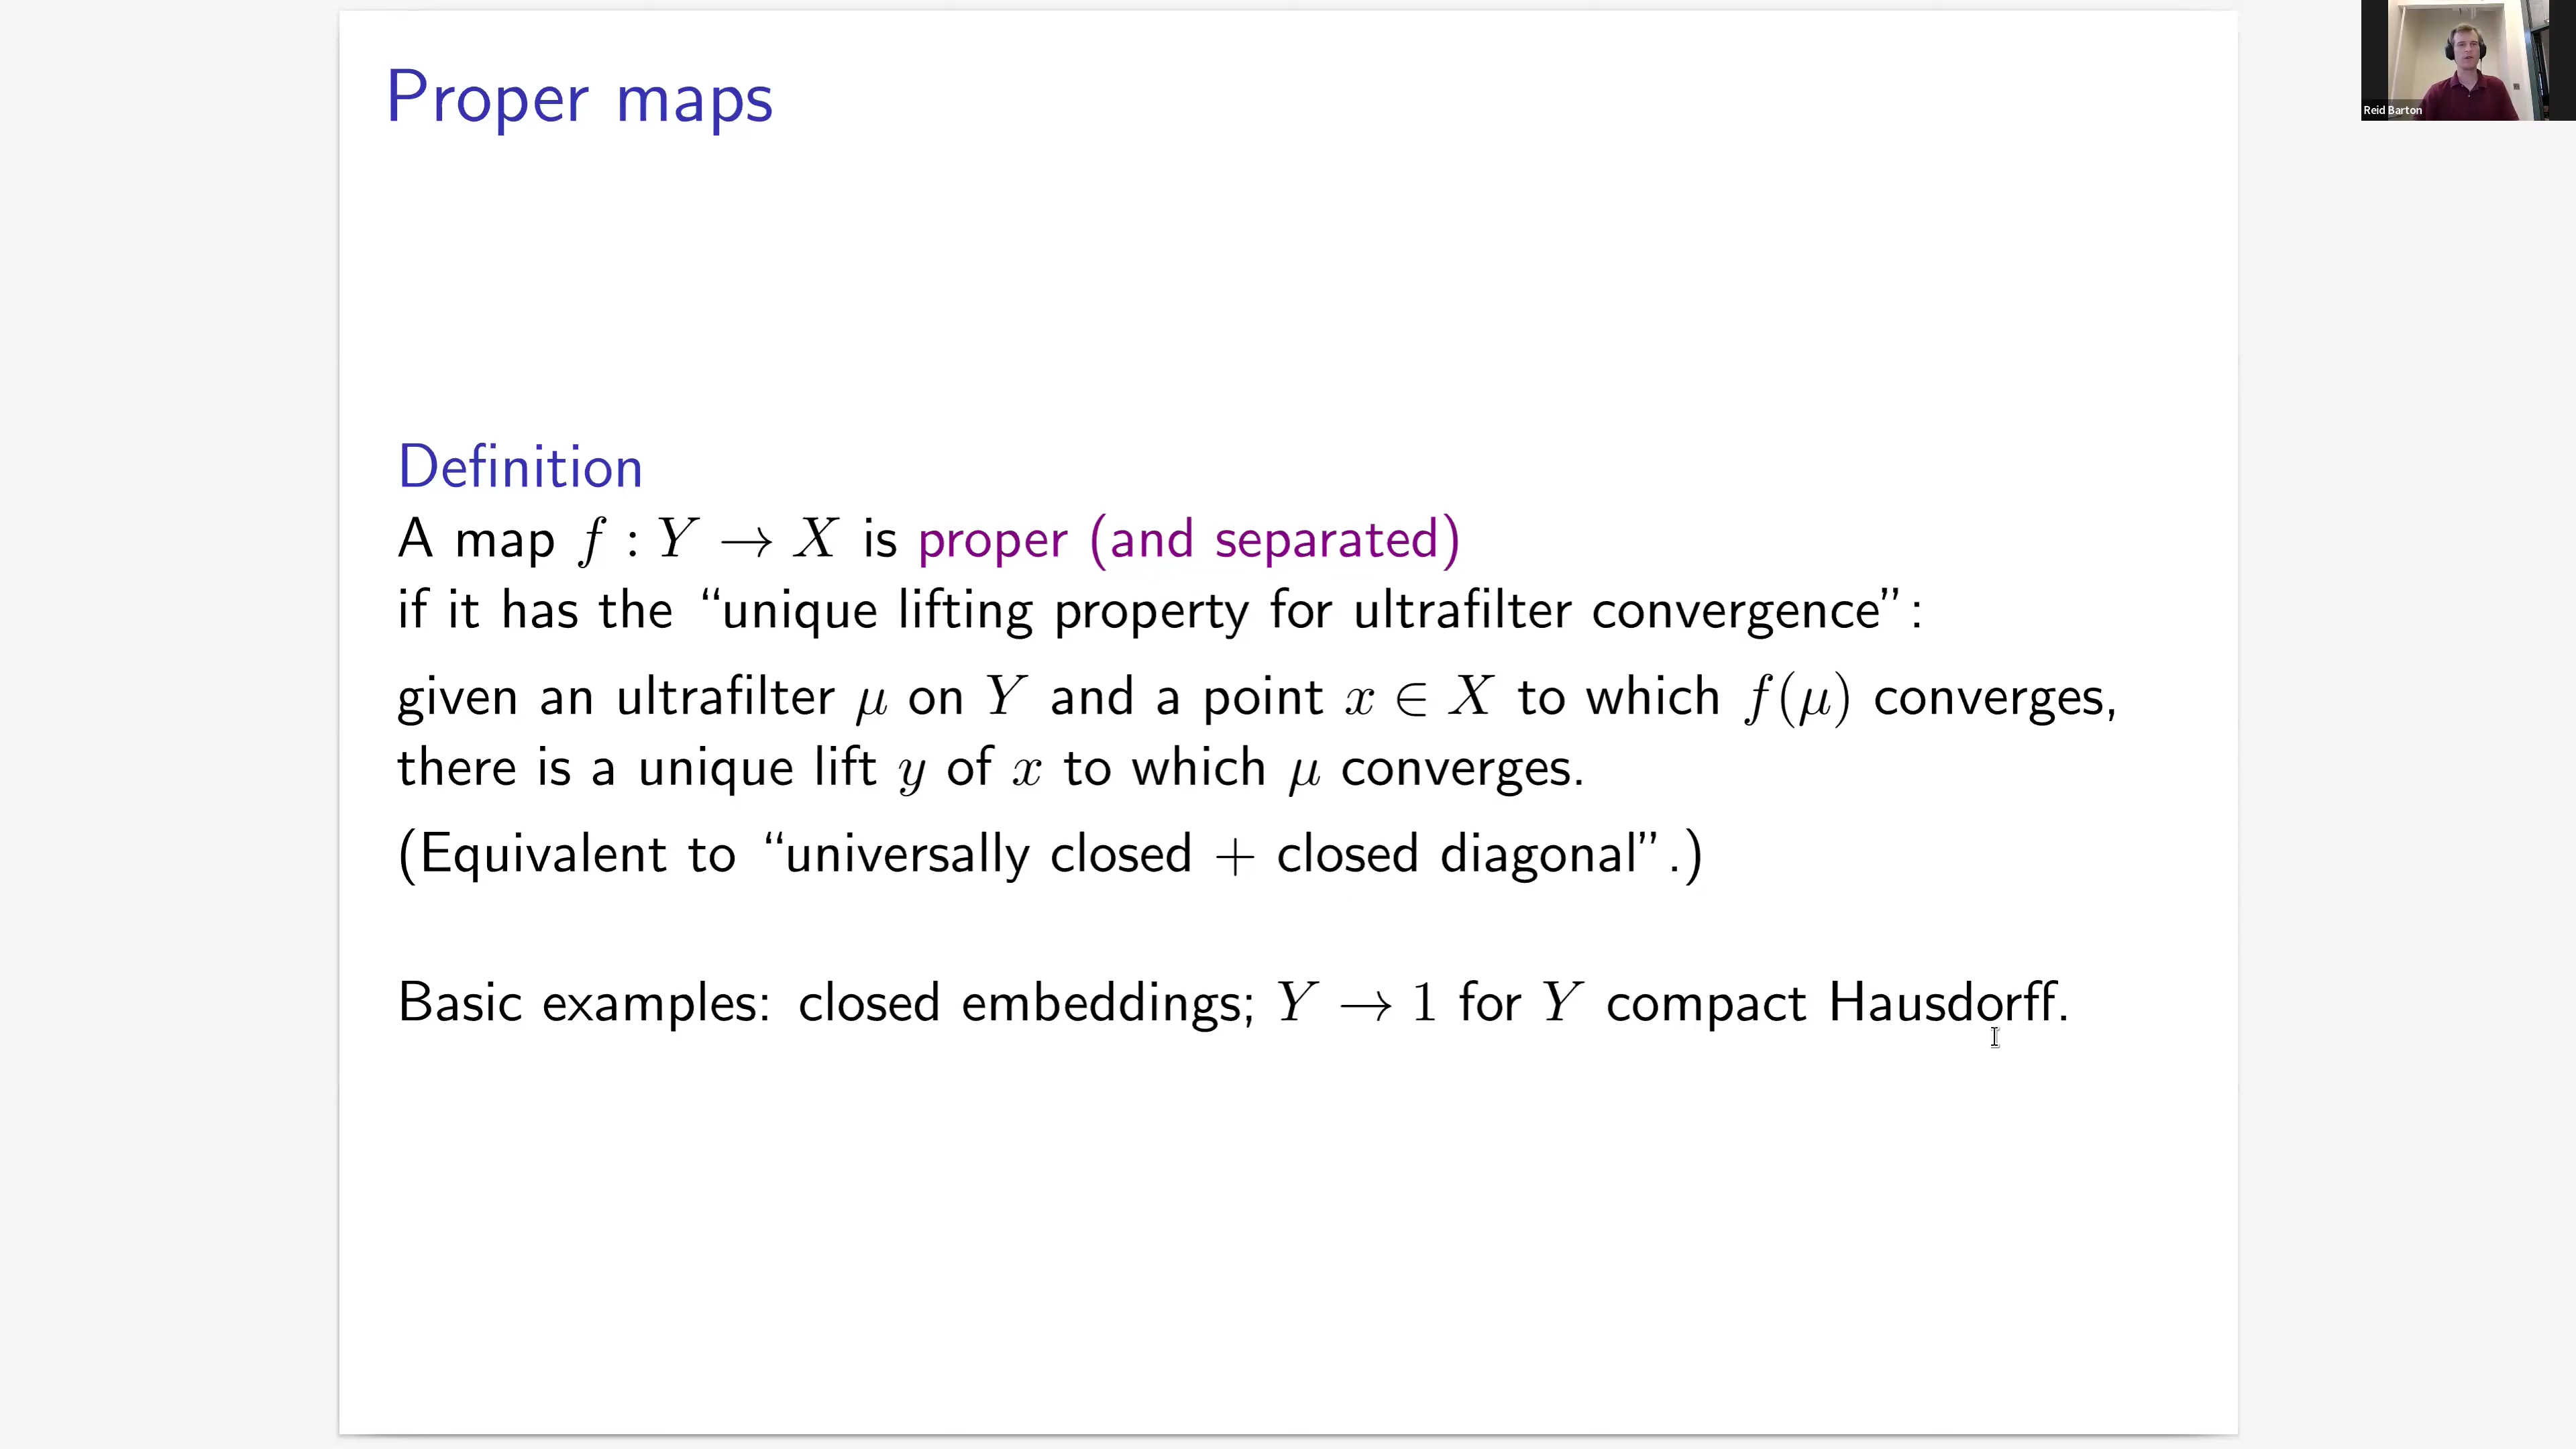 Proper maps
Reid Barton
Definition
A map f : Y → X is proper (and separated)
if it has the “unique lifting property for ultrafilter convergence”:
given an ultrafilter μ on Y and a point x ∈ X to which f(μ) converges,
there is a unique lift y of x to which μ converges.
(Equivalent to “universally closed + closed diagonal”.)
Basic examples: closed embeddings; Y → 1 for Y compact Hausdorff.